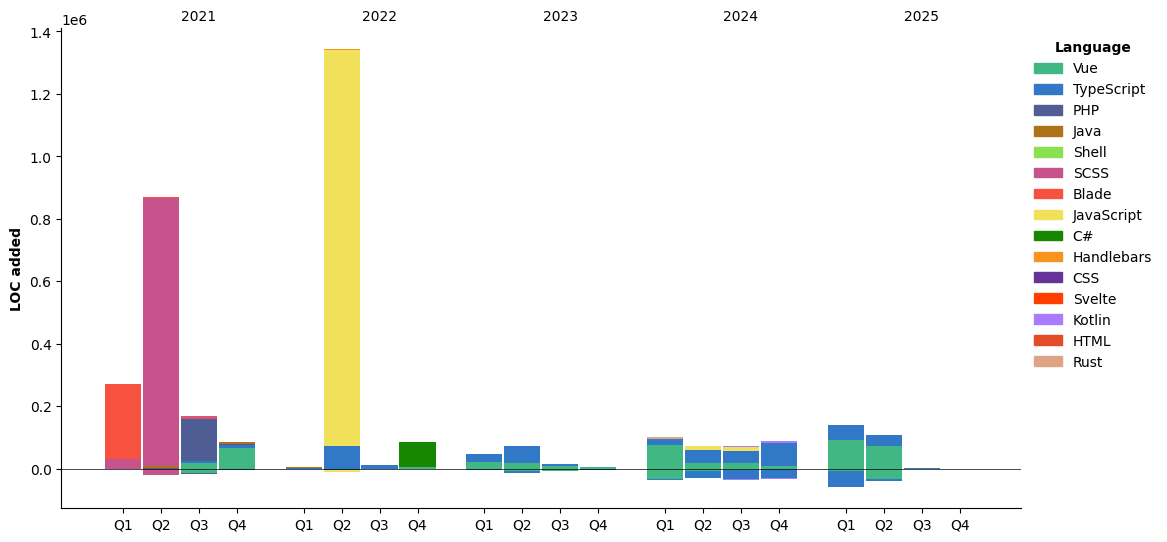 2021 2022 2023 2024 2025
1e6
1.4
1.2
1.0
0.8
0.6
0.4
0.2
0.0
LOC added
Q1 Q2 Q3 Q4 Q1 Q2 Q3 Q4 Q1 Q2 Q3 Q4 Q1 Q2 Q3 Q4 Q1 Q2 Q3 Q4
Language
Vue
TypeScript
PHP
Java
Shell
SCSS
Blade
JavaScript
C#
Handlebars
CSS
Svelte
Kotlin
HTML
Rust